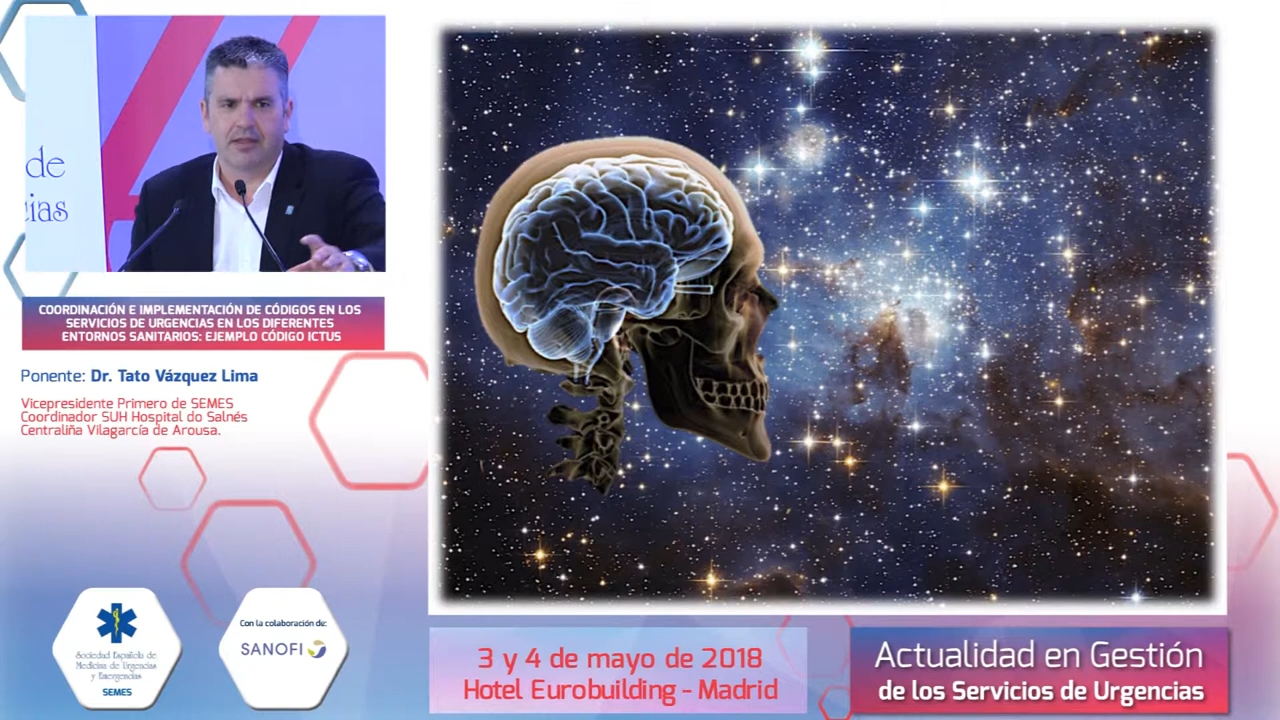 de
cias
COORDINACIÓN E IMPLEMENTACIÓN DE CÓDIGOS EN LOS
SERVICIOS DE URGENCIAS EN LOS DIFERENTES
ENTORNOS SANITARIOS: EJEMPLO CÓDIGO ICTUS
Ponente: Dr. Tato Vázquez Lima
Vicepresidente Primero de SEMES
Coordinador SUH Hospital do Salnés
Centraliña Vilagarcía de Arousa.
Sociedad Española de
Medicina de Urgencias
y Emergencias
SEMES
Con la colaboración de:
SANOFI
3 y 4 de mayo de 2018
Hotel Eurobuilding - Madrid
Actualidad en Gestión
de los Servicios de Urgencias